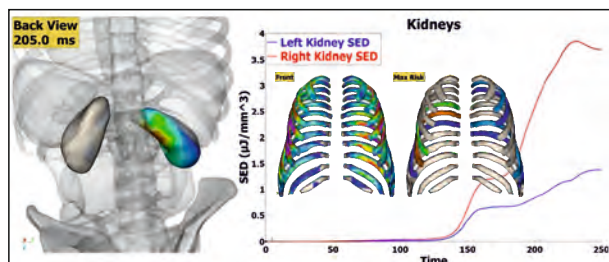 Back View
205.0 ms
Kidneys
Left Kidney SED
Right Kidney SED
Front
Max Risk
SED (µJ/mm^3)
4
3.5
3
2.5
2
1.5
1
0.5
0
0
50
100
150
200
250
Time